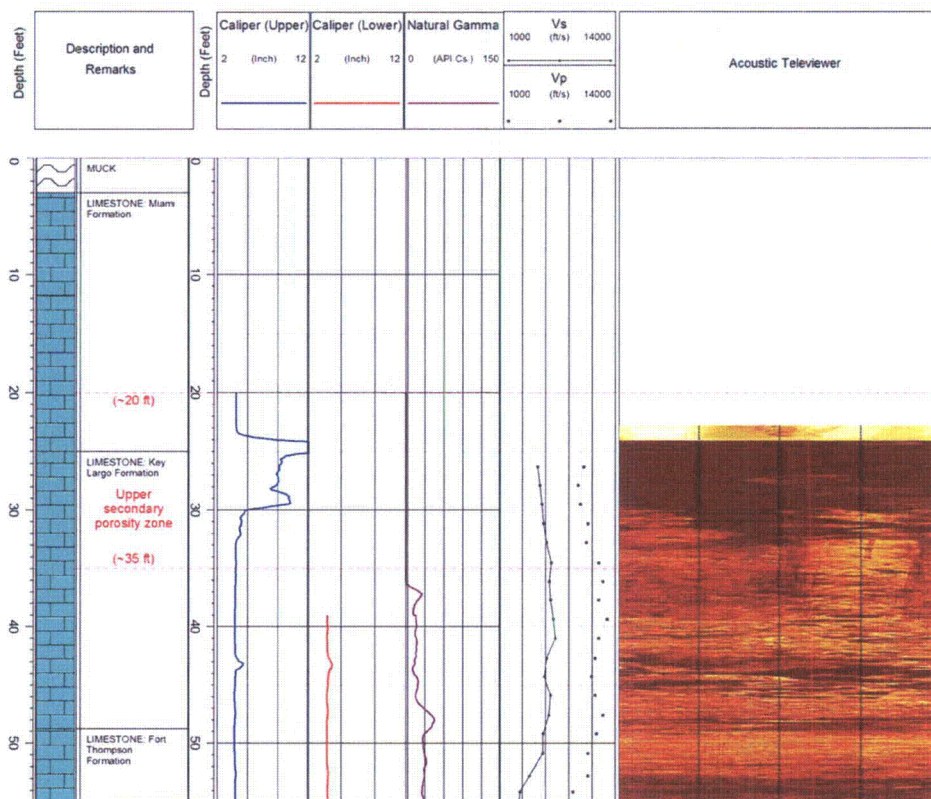 Depth (Feet)
Description and
Remarks
Depth (Feet)
Caliper (Upper)
2 (Inch) 12
Caliper (Lower)
2 (Inch) 12
Natural Gamma
0 (API Cs.) 150
Vs
1000 (ft/s) 14000
Vp
1000 (ft/s) 14000
Acoustic Televiewer
0
10
20
30
40
50
MUCK
LIMESTONE: Miami
Formation
(~20 ft)
LIMESTONE: Key
Largo Formation
Upper
secondary
porosity zone
(~35 ft)
LIMESTONE: Fort
Thompson
Formation
0
10
20
30
40
50